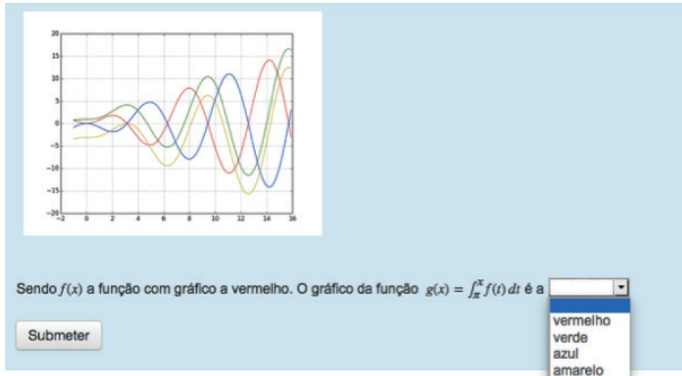 20
15
10
5
0
−5
−10
−15
−20
−2 0 2 4 6 8 10 12 14 16
Sendo f(x) a função com gráfico a vermelho. O gráfico da função g(x) = ∫_π^x f(t) dt é a
vermelho
verde
azul
amarelo
Submeter